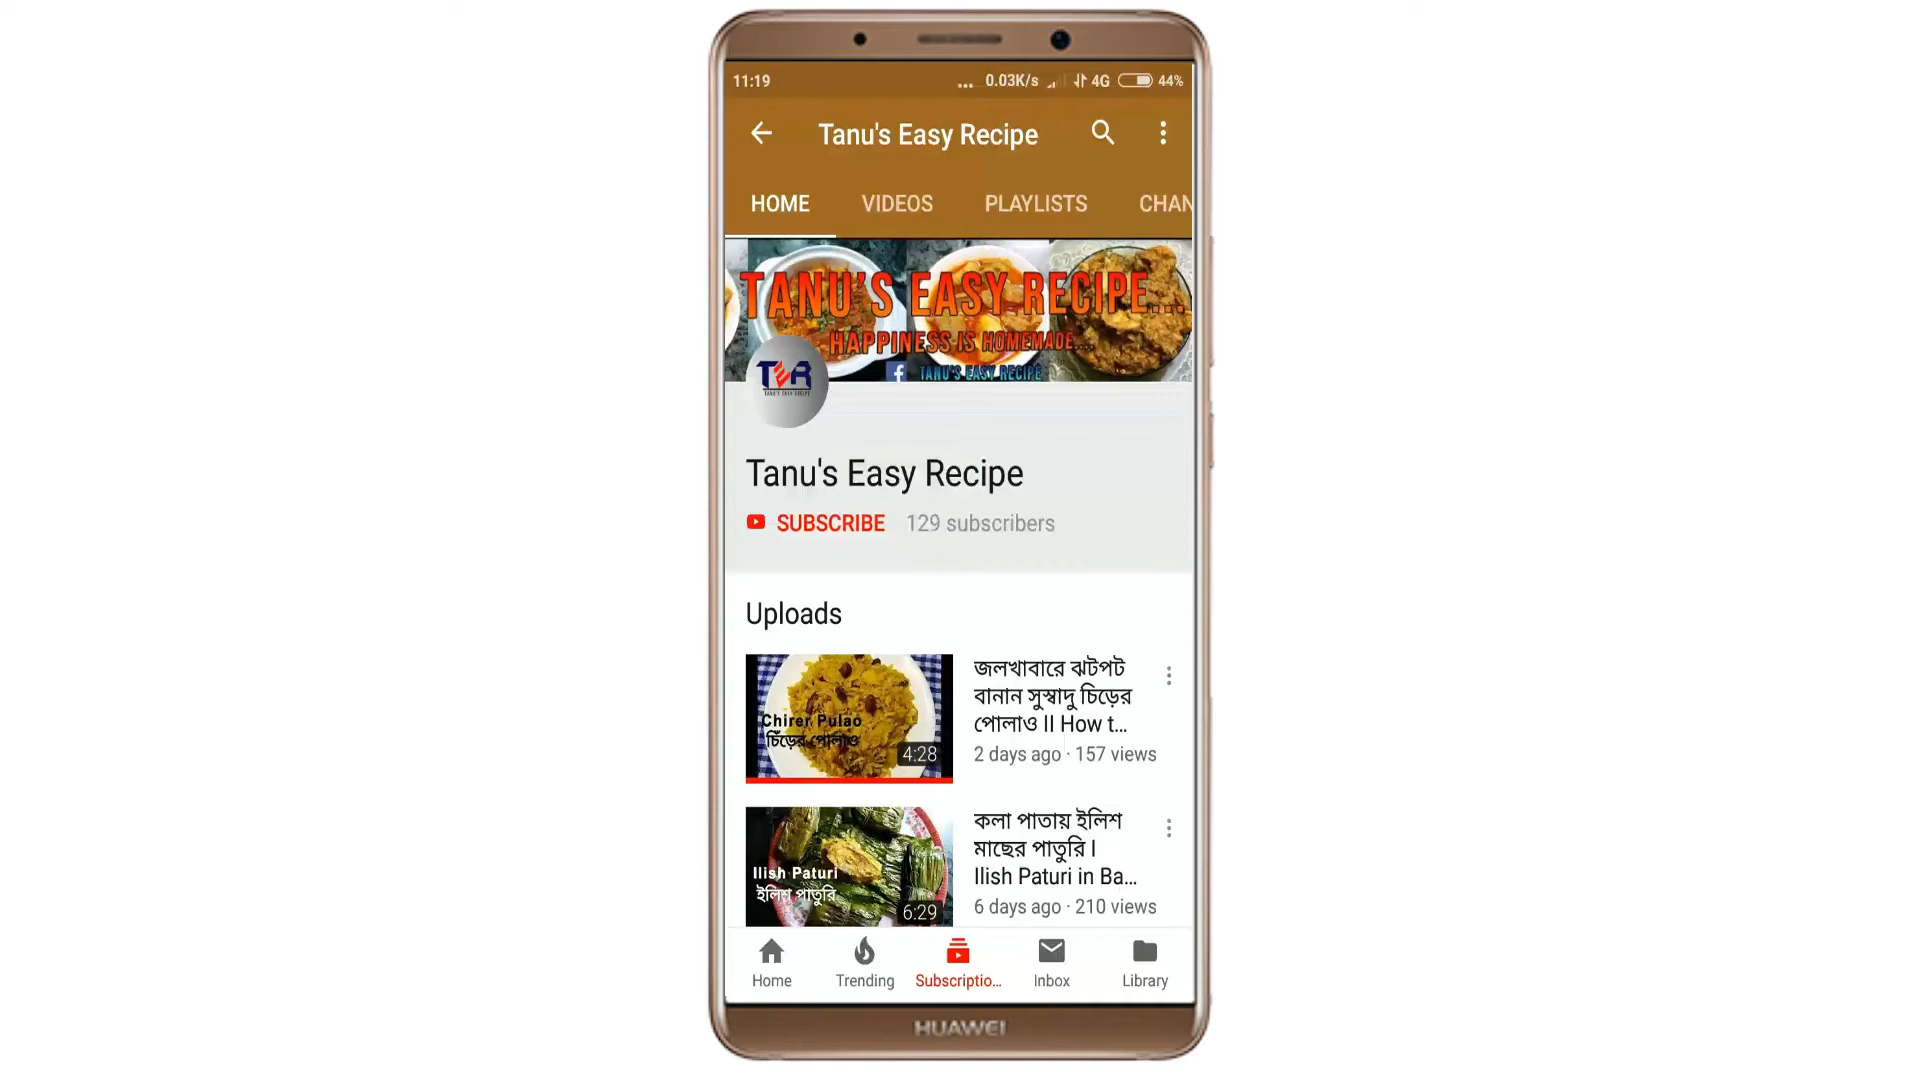 11:19 ... 0.03K/s 4G 44%
Tanu's Easy Recipe
HOME VIDEOS PLAYLISTS CHAN
TANU'S EASY RECIPE...
HAPPINESS IS HOMEMADE....
f TANU'S EASY RECIPE
TER
TANU'S EASY RECIPE
Tanu's Easy Recipe
SUBSCRIBE 129 subscribers
Uploads
Chirer Pulao
চিঁড়ের পোলাও
4:28
জলখাবারে ঝটপট
বানান সুস্বাদু চিড়ের
পোলাও II How t...
2 days ago · 157 views
Ilish Paturi
ইলিশ পাতুরি
6:29
কলা পাতায় ইলিশ
মাছের পাতুরি I
Ilish Paturi in Ba...
6 days ago · 210 views
Home Trending Subscriptio... Inbox Library
HUAWEI